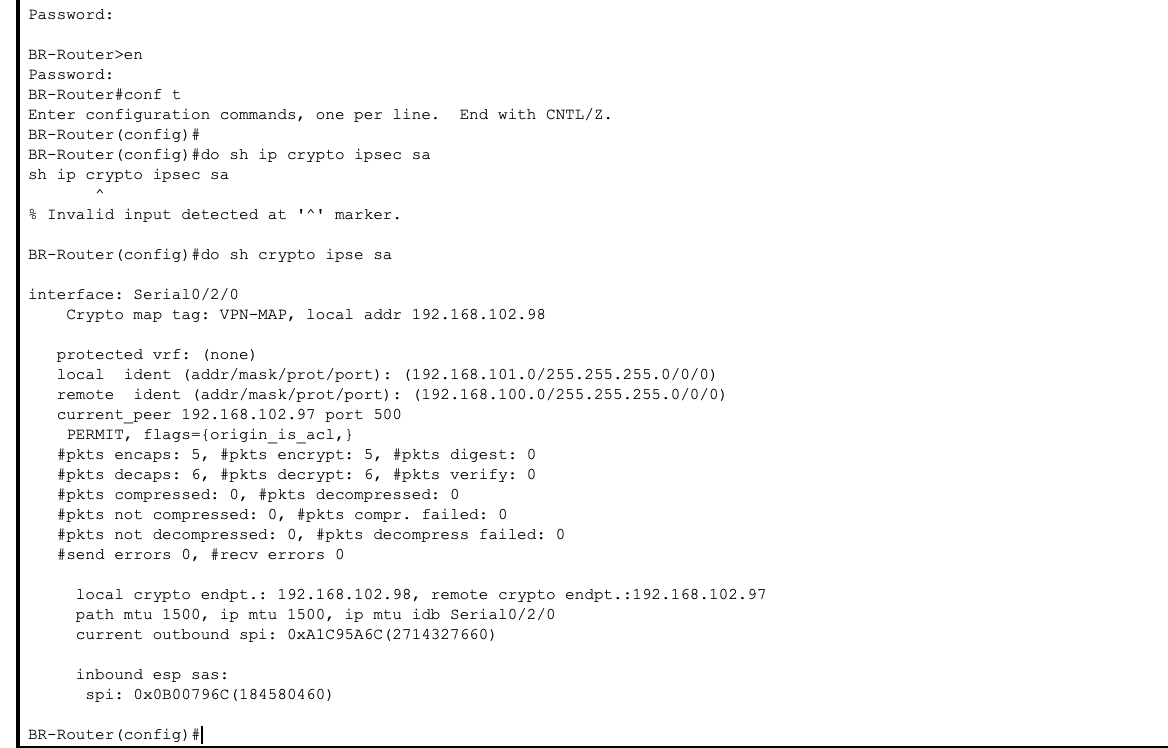 Password:
BR-Router>en
Password:
BR-Router#conf t
Enter configuration commands, one per line.  End with CNTL/Z.
BR-Router(config)#
BR-Router(config)#do sh ip crypto ipsec sa
sh ip crypto ipsec sa
       ^
% Invalid input detected at '^' marker.
BR-Router(config)#do sh crypto ipse sa
interface: Serial0/2/0
    Crypto map tag: VPN-MAP, local addr 192.168.102.98
   protected vrf: (none)
   local  ident (addr/mask/prot/port): (192.168.101.0/255.255.255.0/0/0)
   remote  ident (addr/mask/prot/port): (192.168.100.0/255.255.255.0/0/0)
   current_peer 192.168.102.97 port 500
    PERMIT, flags={origin_is_acl,}
   #pkts encaps: 5, #pkts encrypt: 5, #pkts digest: 0
   #pkts decaps: 6, #pkts decrypt: 6, #pkts verify: 0
   #pkts compressed: 0, #pkts decompressed: 0
   #pkts not compressed: 0, #pkts compr. failed: 0
   #pkts not decompressed: 0, #pkts decompress failed: 0
   #send errors 0, #recv errors 0
     local crypto endpt.: 192.168.102.98, remote crypto endpt.:192.168.102.97
     path mtu 1500, ip mtu 1500, ip mtu idb Serial0/2/0
     current outbound spi: 0xA1C95A6C(2714327660)
     inbound esp sas:
      spi: 0x0B00796C(184580460)
BR-Router(config)#